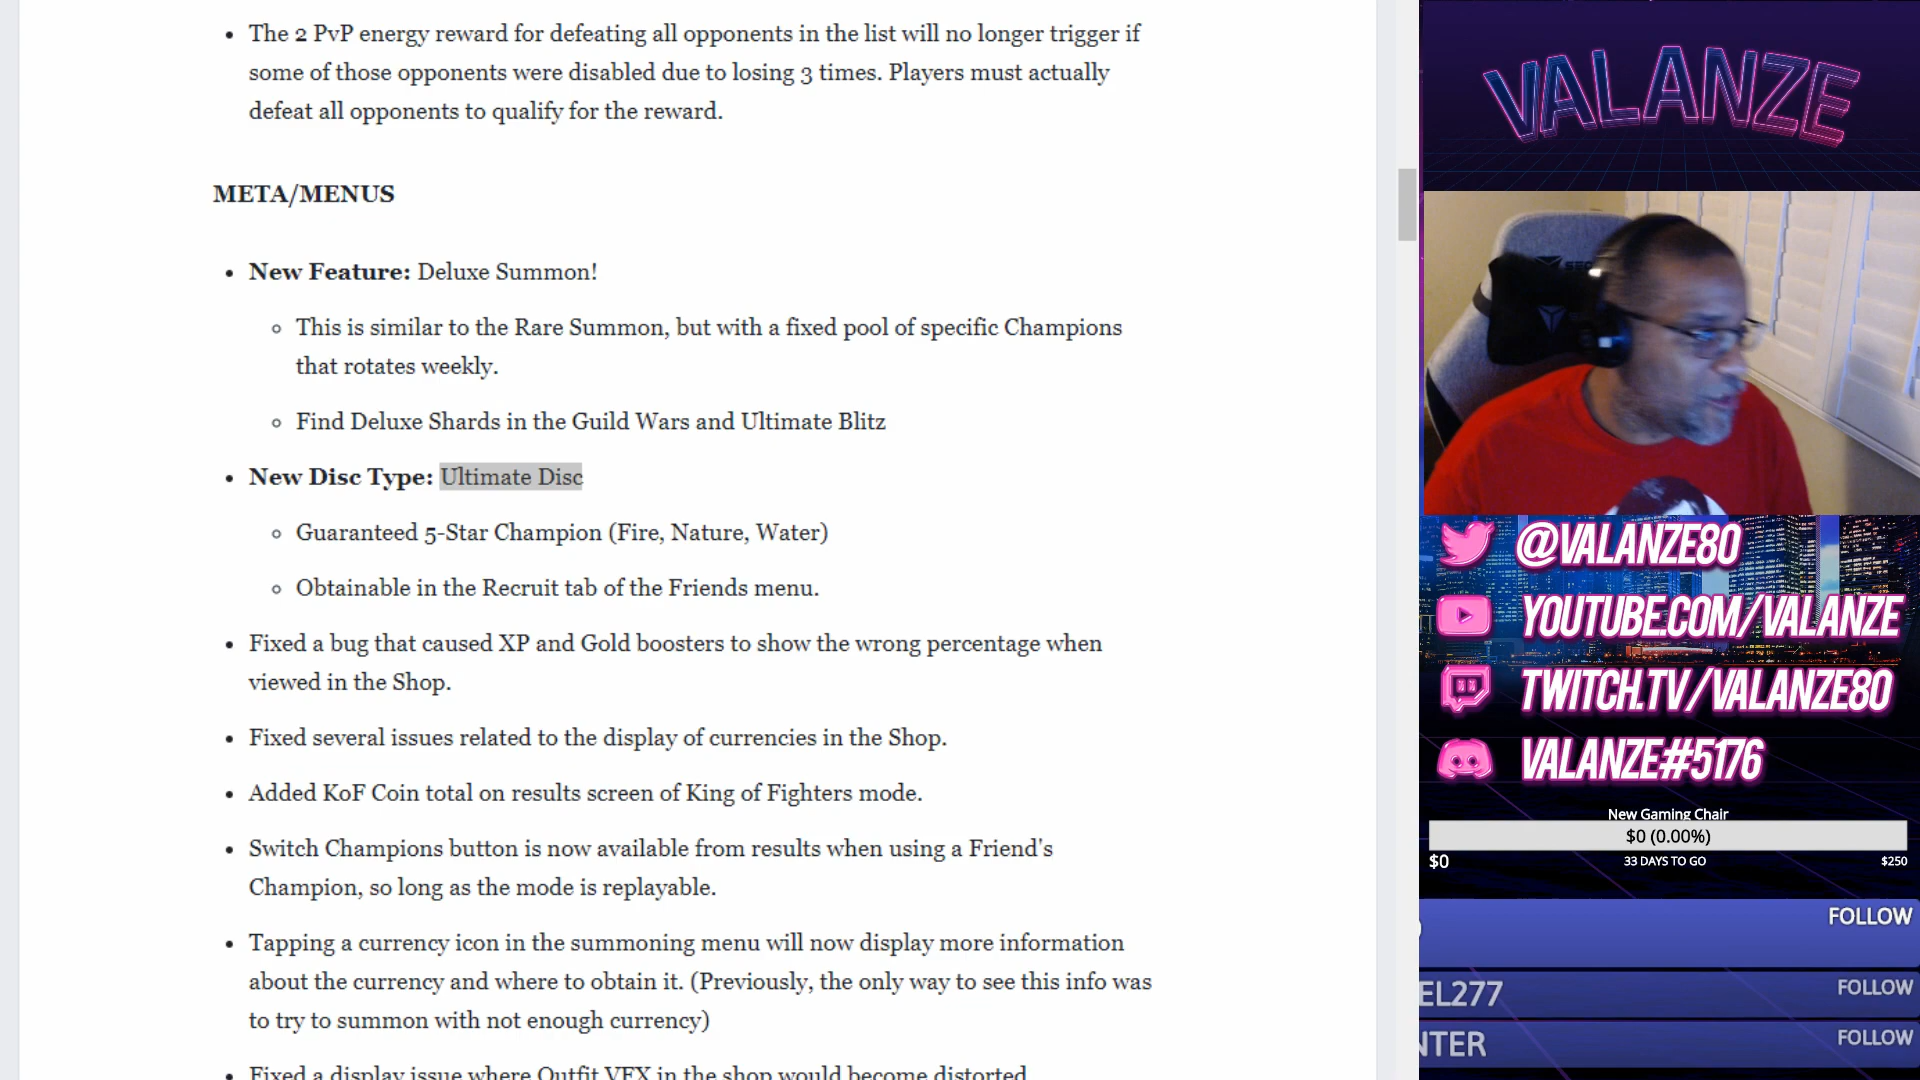 The 2 PvP energy reward for defeating all opponents in the list will no longer trigger if
some of those opponents were disabled due to losing 3 times. Players must actually
defeat all opponents to qualify for the reward.
META/MENUS
New Feature: Deluxe Summon!
This is similar to the Rare Summon, but with a fixed pool of specific Champions
that rotates weekly.
Find Deluxe Shards in the Guild Wars and Ultimate Blitz
New Disc Type: Ultimate Disc
Guaranteed 5-Star Champion (Fire, Nature, Water)
Obtainable in the Recruit tab of the Friends menu.
Fixed a bug that caused XP and Gold boosters to show the wrong percentage when
viewed in the Shop.
Fixed several issues related to the display of currencies in the Shop.
Added KoF Coin total on results screen of King of Fighters mode.
Switch Champions button is now available from results when using a Friend's
Champion, so long as the mode is replayable.
Tapping a currency icon in the summoning menu will now display more information
about the currency and where to obtain it. (Previously, the only way to see this info was
to try to summon with not enough currency)
Fixed a display issue where Outfit VFX in the shop would become distorted
VALANZE
@VALANZE80
YOUTUBE.COM/VALANZE
TWITCH.TV/VALANZE80
VALANZE#5176
New Gaming Chair
$0 (0.00%)
$0 33 DAYS TO GO $250
FOLLOW
EL277 FOLLOW
NTER FOLLOW